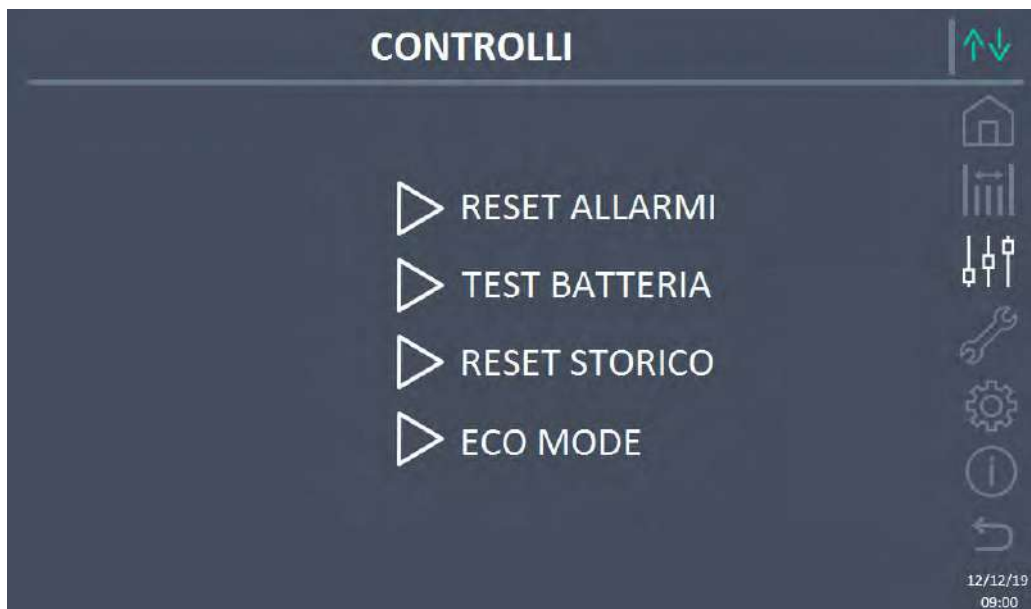 CONTROLLI
RESET ALLARMI
TEST BATTERIA
RESET STORICO
ECO MODE
12/12/19
09:00